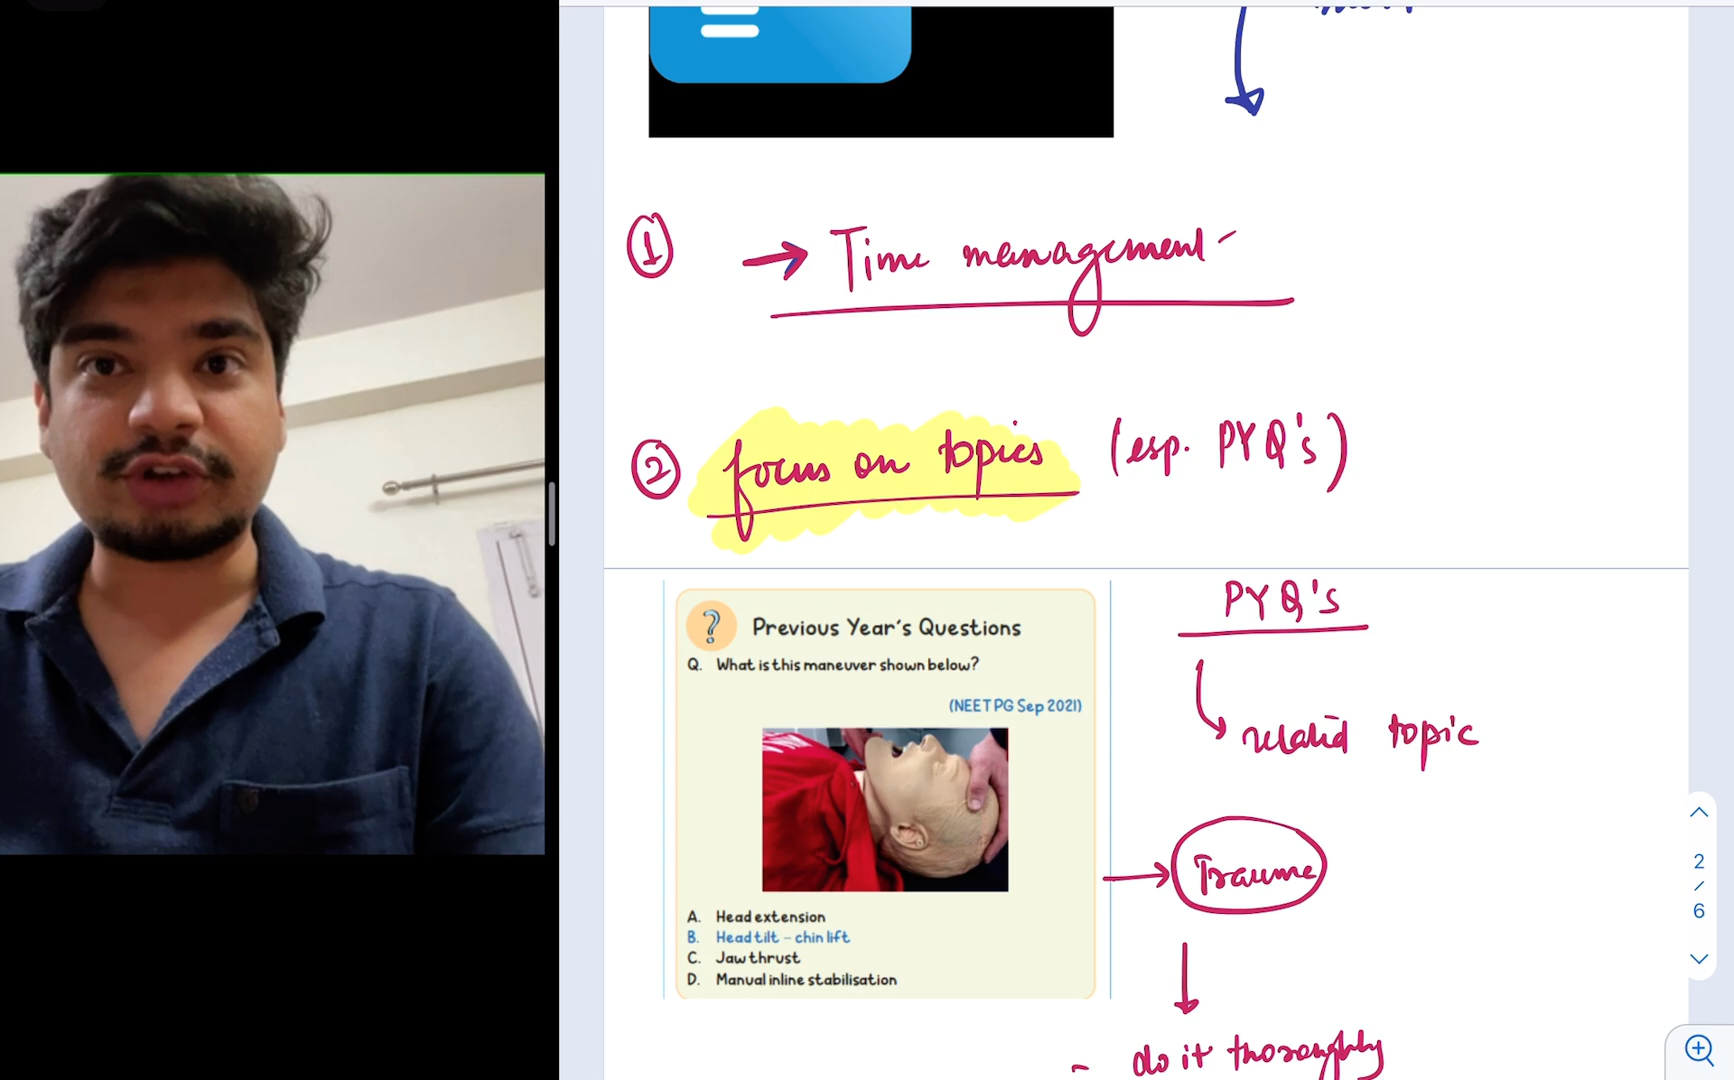 ① → Time management -
② focus on topics (esp. PYQ's)
? Previous Year's Questions
Q. What is this maneuver shown below?
(NEET PG Sep 2021)
A. Head extension
B. Head tilt – chin lift
C. Jaw thrust
D. Manual inline stabilisation
PYQ's
related topic
→ Trauma
- do it thoroughly
2
/
6